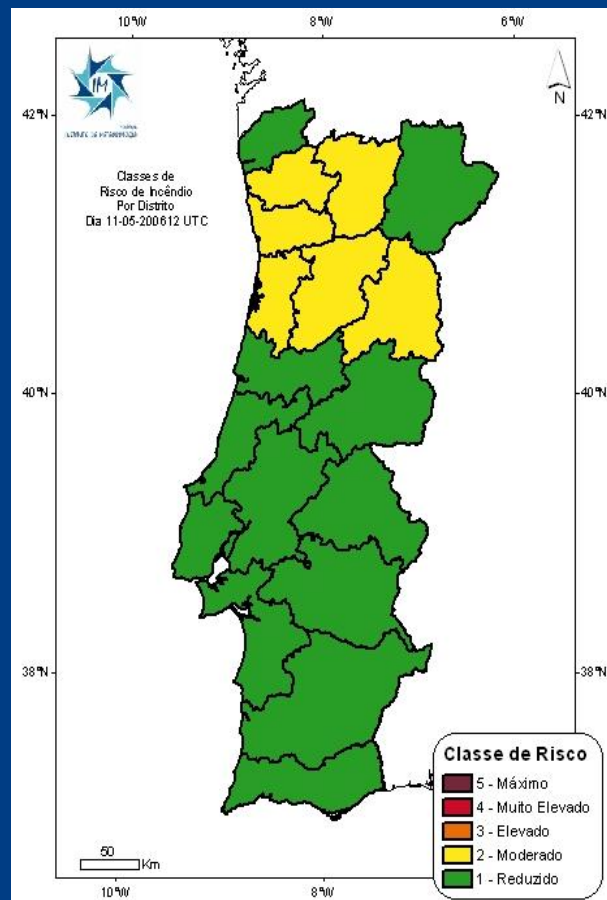 10°W 8°W 6°W
IM
42°N 42°N
N
Classes de
Risco de Incêndio
Por Distrito
Dia 11-05-200612 UTC
40°N 40°N
38°N 38°N
Classe de Risco
5 - Máximo
4 - Muito Elevado
3 - Elevado
2 - Moderado
1 - Reduzido
50
Km
10°W 8°W